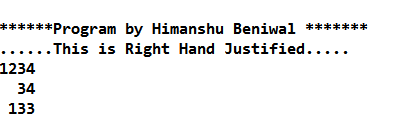 ******Program by Himanshu Beniwal *******
......This is Right Hand Justified.....
1234
  34
 133